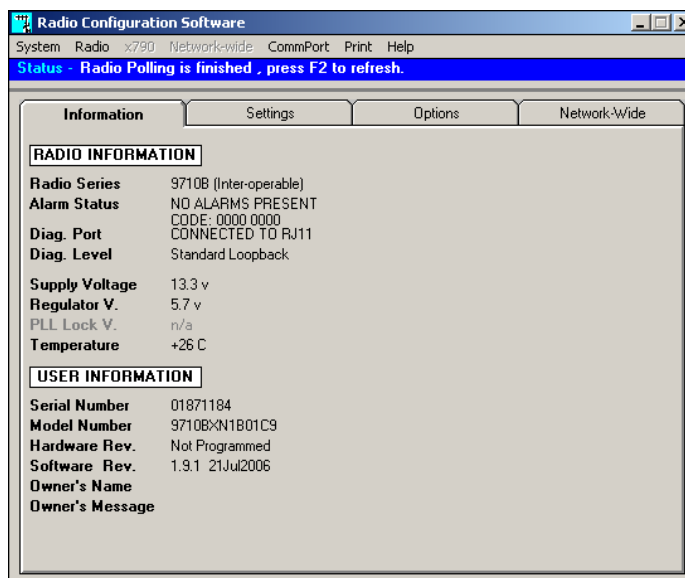 Radio Configuration Software
System Radio x790 Network-wide CommPort Print Help
Status - Radio Polling is finished , press F2 to refresh.
Information Settings Options Network-Wide
RADIO INFORMATION
Radio Series 9710B (Inter-operable)
Alarm Status NO ALARMS PRESENT
CODE: 0000 0000
Diag. Port CONNECTED TO RJ11
Diag. Level Standard Loopback
Supply Voltage 13.3 v
Regulator V. 5.7 v
PLL Lock V. n/a
Temperature +26 C
USER INFORMATION
Serial Number 01871184
Model Number 9710BXN1B01C9
Hardware Rev. Not Programmed
Software Rev. 1.9.1 21Jul2006
Owner's Name
Owner's Message